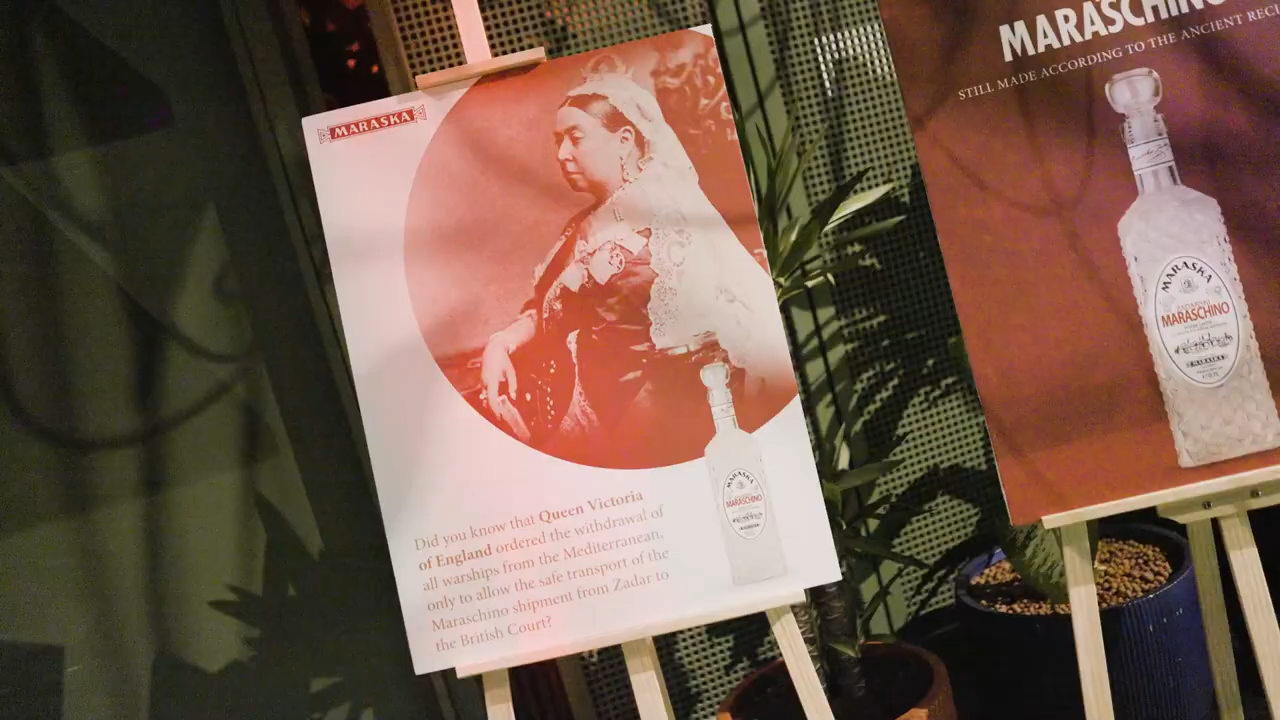 MARASKA
Did you know that Queen Victoria
of England ordered the withdrawal of
all warships from the Mediterranean,
only to allow the safe transport of the
Maraschino shipment from Zadar to
the British Court?
MARASKA
MARASCHINO
MARASCHINO
STILL MADE ACCORDING TO THE ANCIENT
MARASKA
MARASCHINO
MARASKA